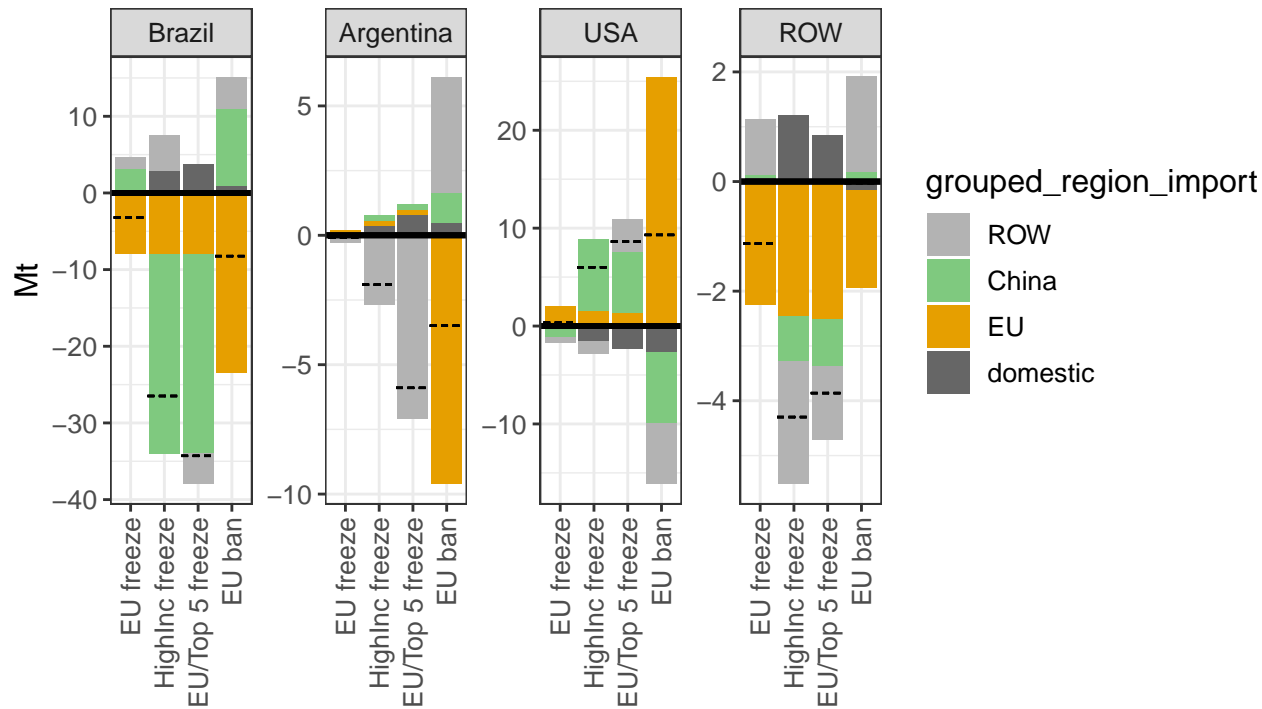 Brazil
Argentina
USA
ROW
Mt
10
0
−10
−20
−30
−40
5
0
−5
−10
20
10
0
−10
2
0
−2
−4
EU freeze
HighInc freeze
EU/Top 5 freeze
EU ban
EU freeze
HighInc freeze
EU/Top 5 freeze
EU ban
EU freeze
HighInc freeze
EU/Top 5 freeze
EU ban
EU freeze
HighInc freeze
EU/Top 5 freeze
EU ban
grouped_region_import
ROW
China
EU
domestic